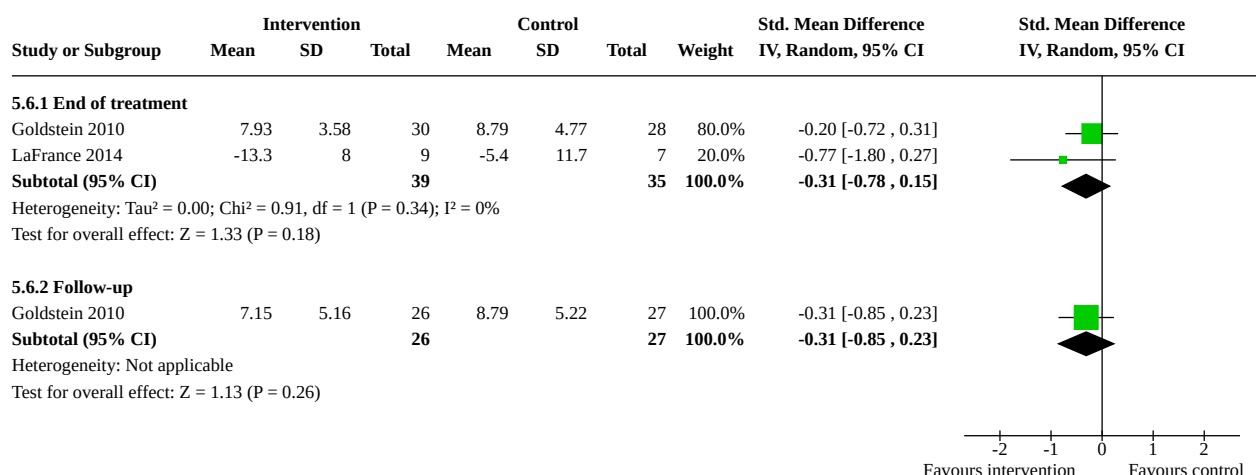 Intervention Control Std. Mean Difference Std. Mean Difference
Study or Subgroup Mean SD Total Mean SD Total Weight IV, Random, 95% CI IV, Random, 95% CI
5.6.1 End of treatment
Goldstein 2010 7.93 3.58 30 8.79 4.77 28 80.0% -0.20 [-0.72 , 0.31]
LaFrance 2014 -13.3 8 9 -5.4 11.7 7 20.0% -0.77 [-1.80 , 0.27]
Subtotal (95% CI) 39 35 100.0% -0.31 [-0.78 , 0.15]
Heterogeneity: Tau² = 0.00; Chi² = 0.91, df = 1 (P = 0.34); I² = 0%
Test for overall effect: Z = 1.33 (P = 0.18)
5.6.2 Follow-up
Goldstein 2010 7.15 5.16 26 8.79 5.22 27 100.0% -0.31 [-0.85 , 0.23]
Subtotal (95% CI) 26 27 100.0% -0.31 [-0.85 , 0.23]
Heterogeneity: Not applicable
Test for overall effect: Z = 1.13 (P = 0.26)
-2 -1 0 1 2
Favours intervention Favours control